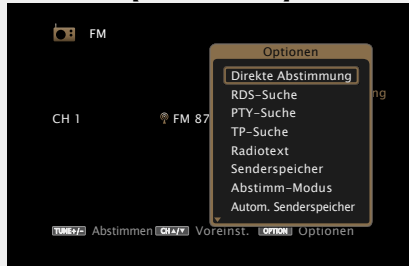 FM
Optionen
Direkte Abstimmung
RDS-Suche
ng
PTY-Suche
CH 1
FM 87
TP-Suche
Radiotext
Senderspeicher
Abstimm-Modus
Autom. Senderspeicher
TUNE+/- Abstimmen CH▲/▼ Voreinst. OPTION Optionen